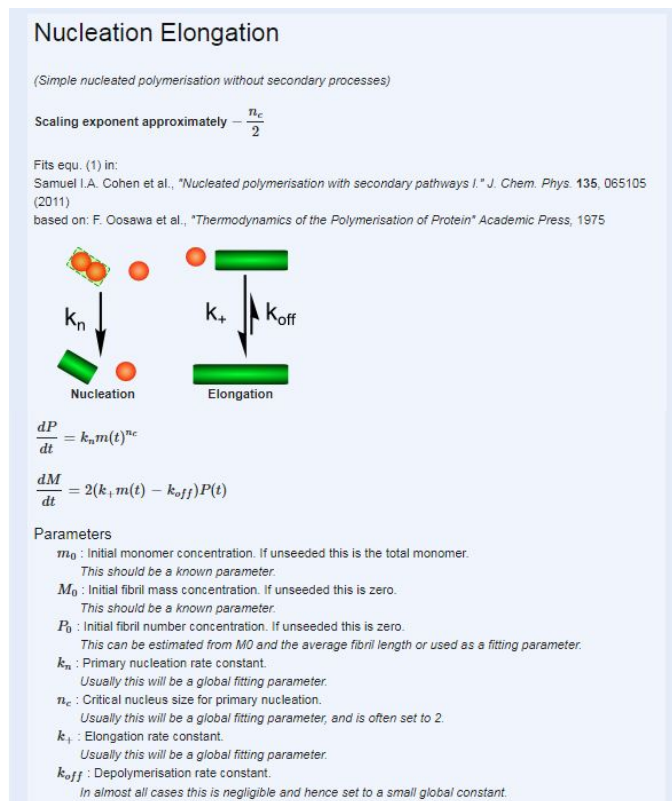 Nucleation Elongation
(Simple nucleated polymerisation without secondary processes)
Scaling exponent approximately −n_c/2
Fits equ. (1) in:
Samuel I.A. Cohen et al., "Nucleated polymerisation with secondary pathways I." J. Chem. Phys. 135, 065105
(2011)
based on: F. Oosawa et al., "Thermodynamics of the Polymerisation of Protein" Academic Press, 1975
k_n
k_+
k_off
Nucleation
Elongation
dP/dt = k_n m(t)^{n_c}
dM/dt = 2(k_+ m(t) − k_off)P(t)
Parameters
m_0 : Initial monomer concentration. If unseeded this is the total monomer.
This should be a known parameter.
M_0 : Initial fibril mass concentration. If unseeded this is zero.
This should be a known parameter.
P_0 : Initial fibril number concentration. If unseeded this is zero.
This can be estimated from M0 and the average fibril length or used as a fitting parameter.
k_n : Primary nucleation rate constant.
Usually this will be a global fitting parameter.
n_c : Critical nucleus size for primary nucleation.
Usually this will be a global fitting parameter, and is often set to 2.
k_+ : Elongation rate constant.
Usually this will be a global fitting parameter.
k_off : Depolymerisation rate constant.
In almost all cases this is negligible and hence set to a small global constant.